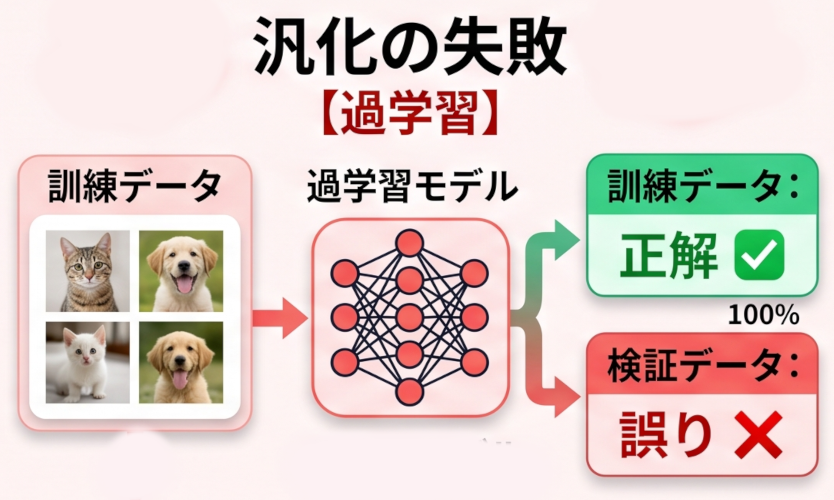 汎化の失敗
【過学習】
訓練データ
過学習モデル
訓練データ:
正解 ✅
100%
検証データ:
誤り ❌